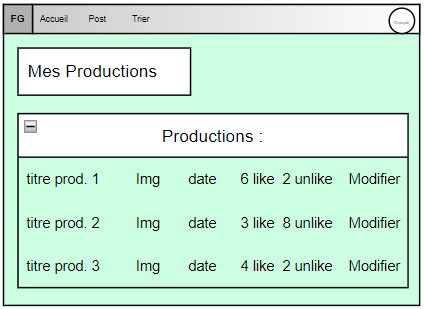 FG Accueil Post Trier Compte
Mes Productions
Productions :
titre prod. 1 Img date 6 like 2 unlike Modifier
titre prod. 2 Img date 3 like 8 unlike Modifier
titre prod. 3 Img date 4 like 2 unlike Modifier